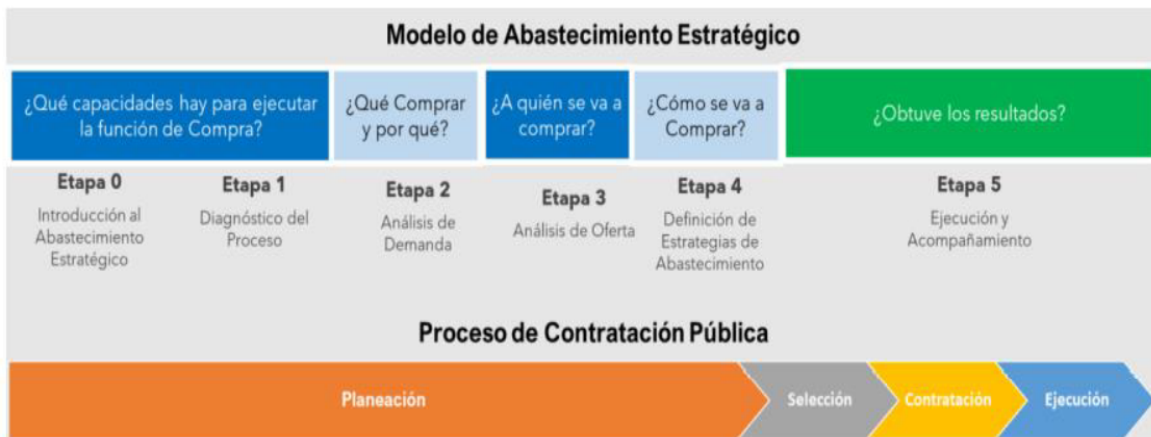 Modelo de Abastecimiento Estratégico
¿Qué capacidades hay para ejecutar
la función de Compra?
¿Qué Comprar
y por qué?
¿A quién se va a
comprar?
¿Cómo se va a
Comprar?
¿Obtuve los resultados?
Etapa 0
Introducción al
Abastecimiento
Estratégico
Etapa 1
Diagnóstico del
Proceso
Etapa 2
Análisis de
Demanda
Etapa 3
Análisis de Oferta
Etapa 4
Definición de
Estrategias de
Abastecimiento
Etapa 5
Ejecución y
Acompañamiento
Proceso de Contratación Pública
Planeación
Selección
Contratación
Ejecución